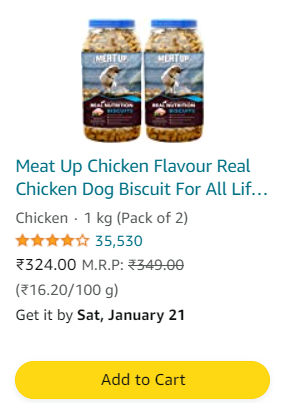 MEAT UP
MEAT UP
REAL NUTRITION
REAL NUTRITION
BISCUITS
BISCUITS
Meat Up Chicken Flavour Real
Chicken Dog Biscuit For All Lif…
Chicken · 1 kg (Pack of 2)
35,530
₹324.00 M.R.P: ₹349.00
(₹16.20/100 g)
Get it by Sat, January 21
Add to Cart